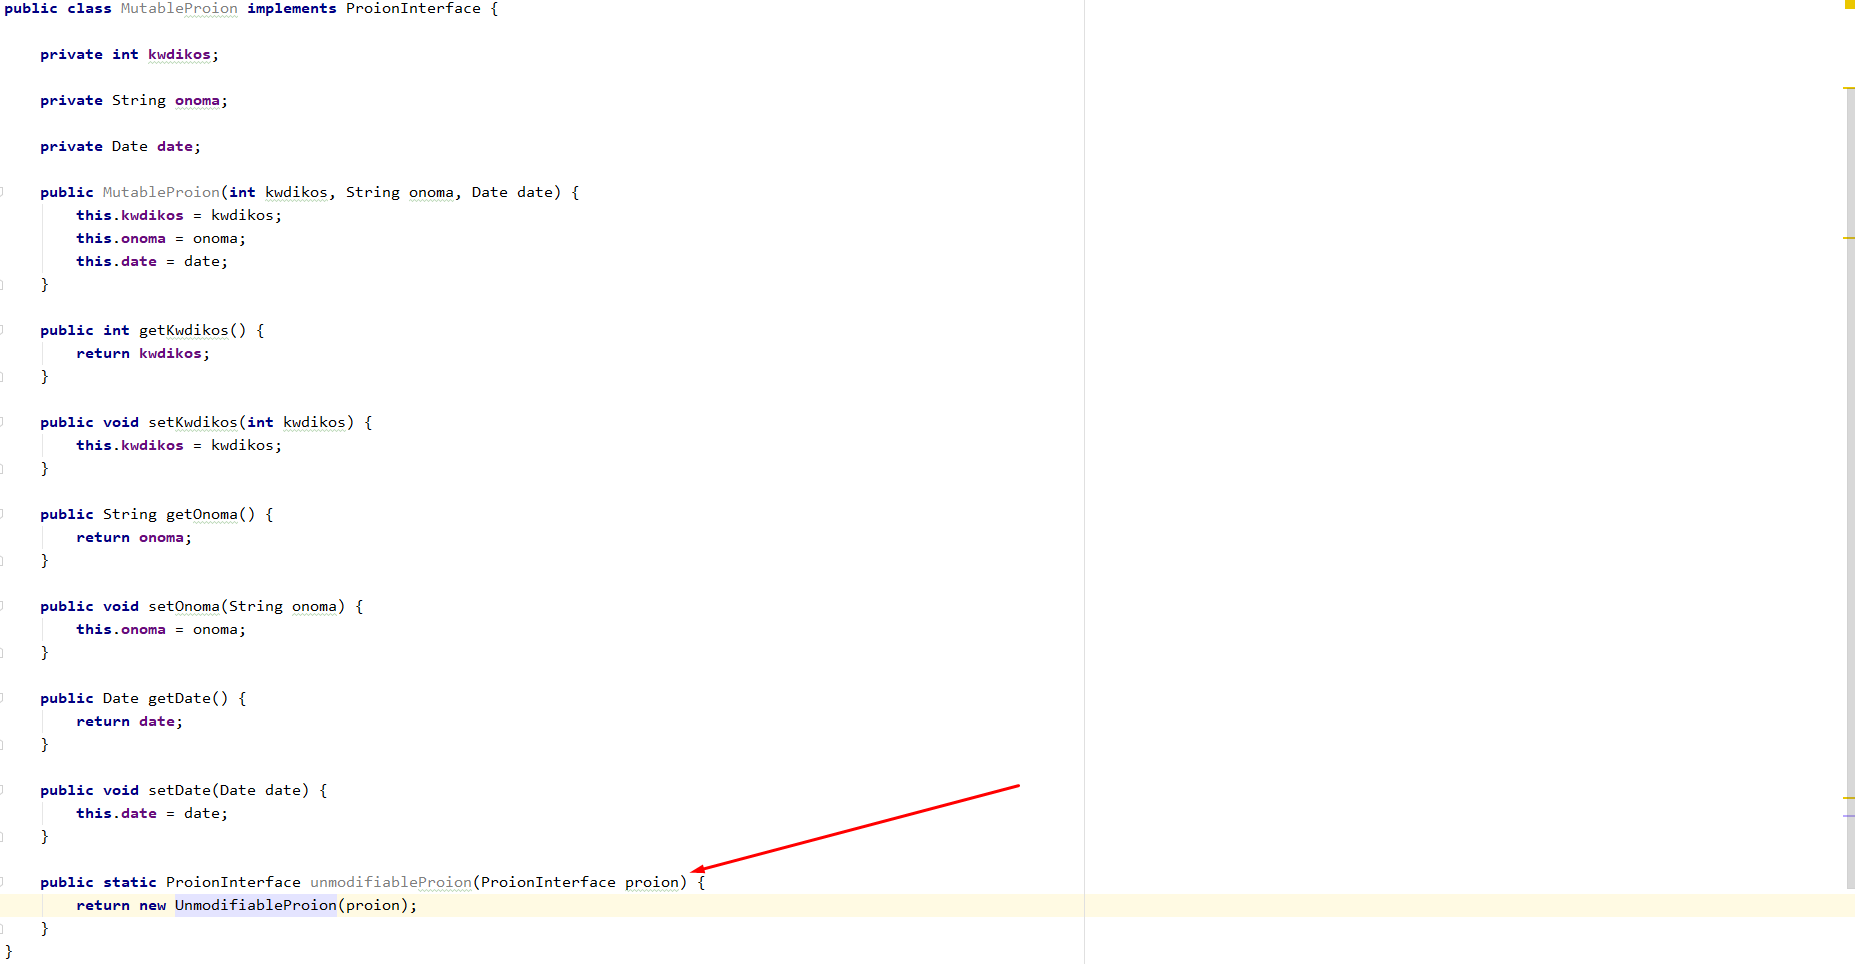 public class MutableProion implements ProionInterface {
private int kwdikos;
private String onoma;
private Date date;
public MutableProion(int kwdikos, String onoma, Date date) {
this.kwdikos = kwdikos;
this.onoma = onoma;
this.date = date;
}
public int getKwdikos() {
return kwdikos;
}
public void setKwdikos(int kwdikos) {
this.kwdikos = kwdikos;
}
public String getOnoma() {
return onoma;
}
public void setOnoma(String onoma) {
this.onoma = onoma;
}
public Date getDate() {
return date;
}
public void setDate(Date date) {
this.date = date;
}
public static ProionInterface unmodifiableProion(ProionInterface proion) {
return new UnmodifiableProion(proion);
}
}